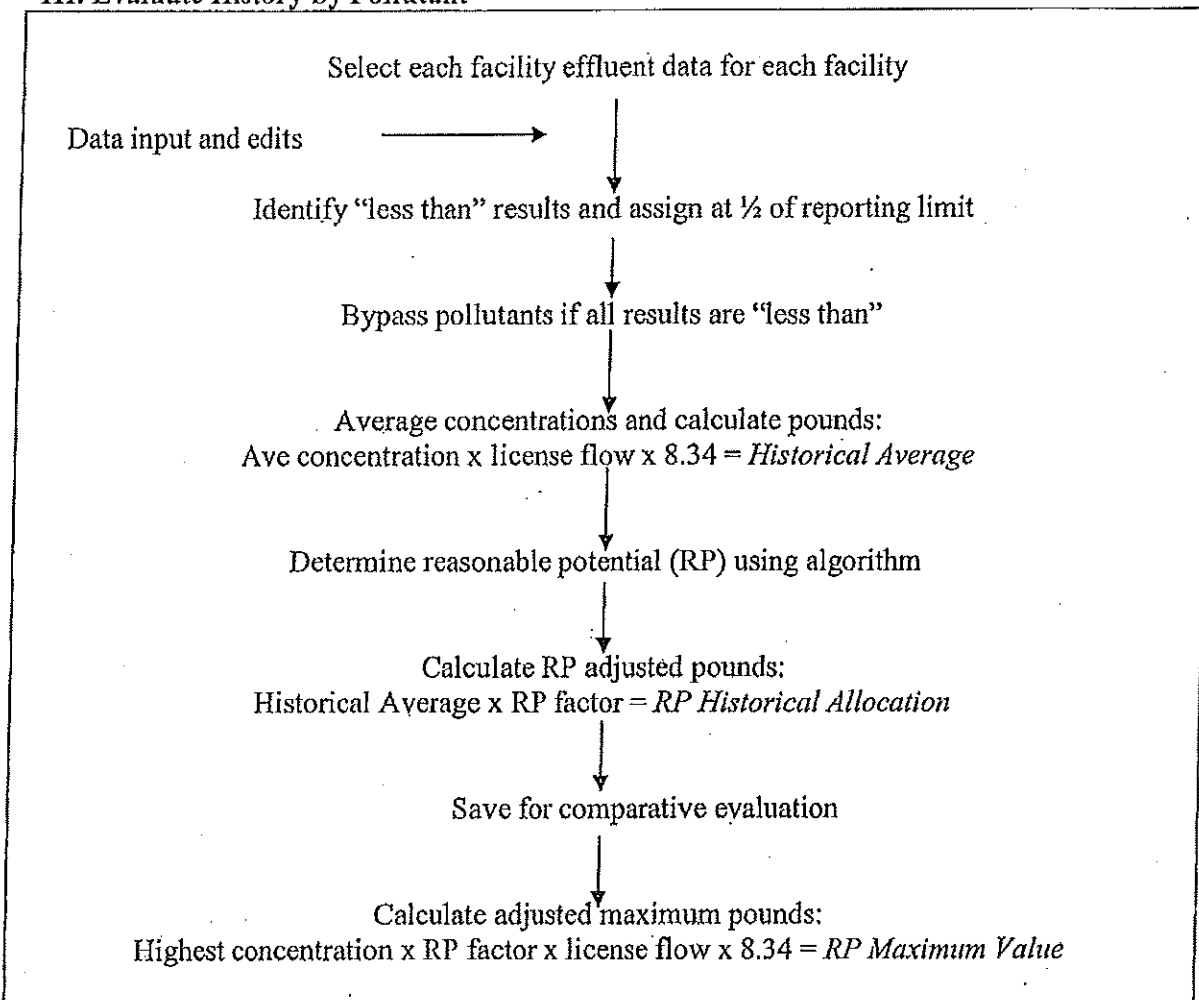 III. Evaluate History by Pollutant
Select each facility effluent data for each facility
Data input and edits
Identify “less than” results and assign at ½ of reporting limit
Bypass pollutants if all results are “less than”
Average concentrations and calculate pounds:
Ave concentration x license flow x 8.34 = Historical Average
Determine reasonable potential (RP) using algorithm
Calculate RP adjusted pounds:
Historical Average x RP factor = RP Historical Allocation
Save for comparative evaluation
Calculate adjusted maximum pounds:
Highest concentration x RP factor x license flow x 8.34 = RP Maximum Value